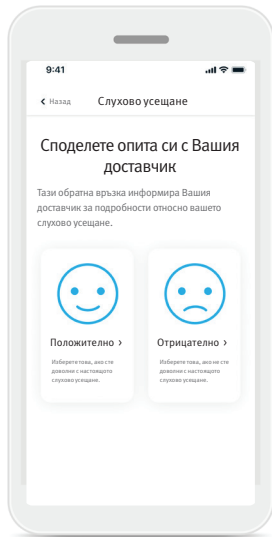 9:41
Назад Слухово усещане
Споделете опита си с Вашия
доставчик
Тази обратна връзка информира Вашия
доставчик за подробности относно вашето
слухово усещане.
Положително Отрицателно
Изберете това, ако сте
доволни с настоящото
слухово усещане.
Изберете това, ако не сте
доволни с настоящото
слухово усещане.